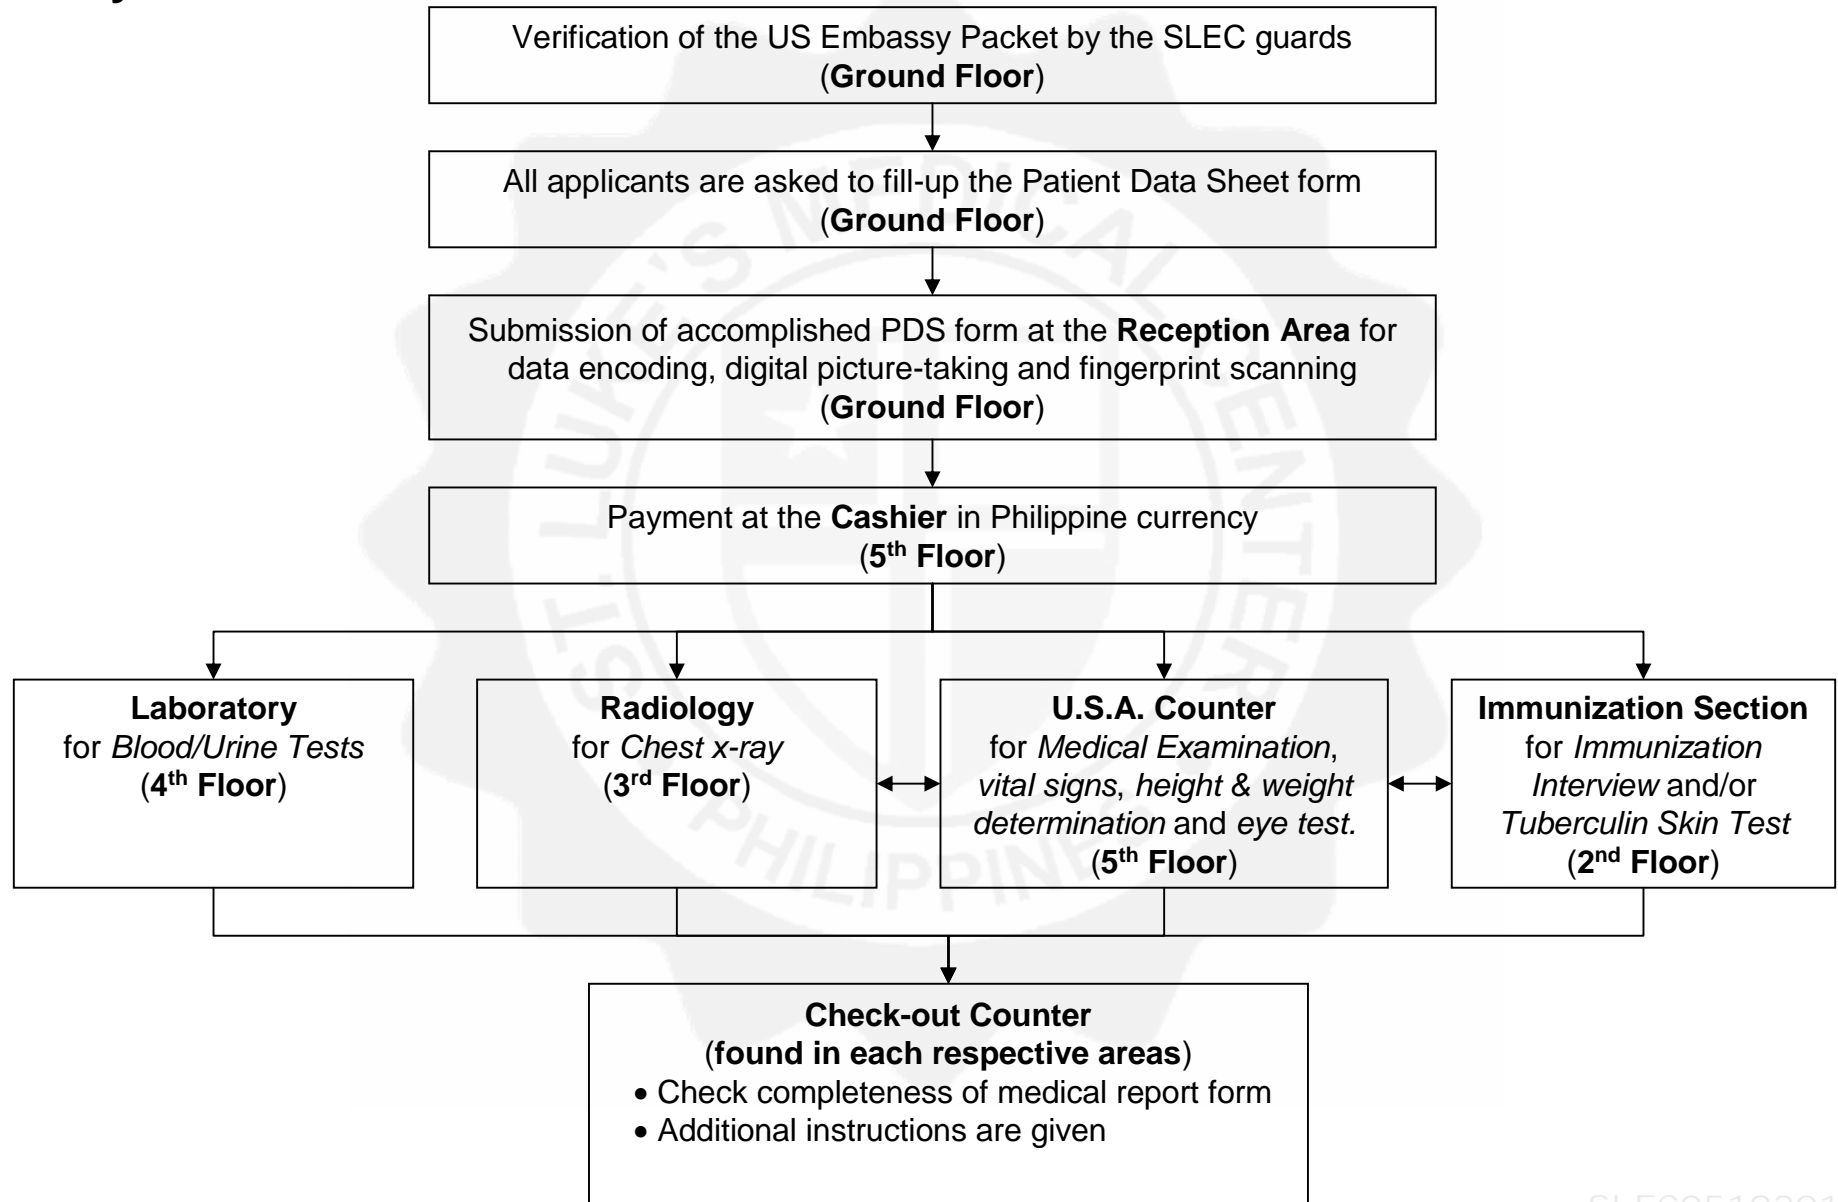 Verification of the US Embassy Packet by the SLEC guards
(Ground Floor)
All applicants are asked to fill-up the Patient Data Sheet form
(Ground Floor)
Submission of accomplished PDS form at the Reception Area for
data encoding, digital picture-taking and fingerprint scanning
(Ground Floor)
Payment at the Cashier in Philippine currency
(5th Floor)
Laboratory
for Blood/Urine Tests
(4th Floor)
Radiology
for Chest x-ray
(3rd Floor)
U.S.A. Counter
for Medical Examination,
vital signs, height & weight
determination and eye test.
(5th Floor)
Immunization Section
for Immunization
Interview and/or
Tuberculin Skin Test
(2nd Floor)
Check-out Counter
(found in each respective areas)
• Check completeness of medical report form
• Additional instructions are given
ST. LUKE'S MEDICAL CENTER
PHILIPPINES